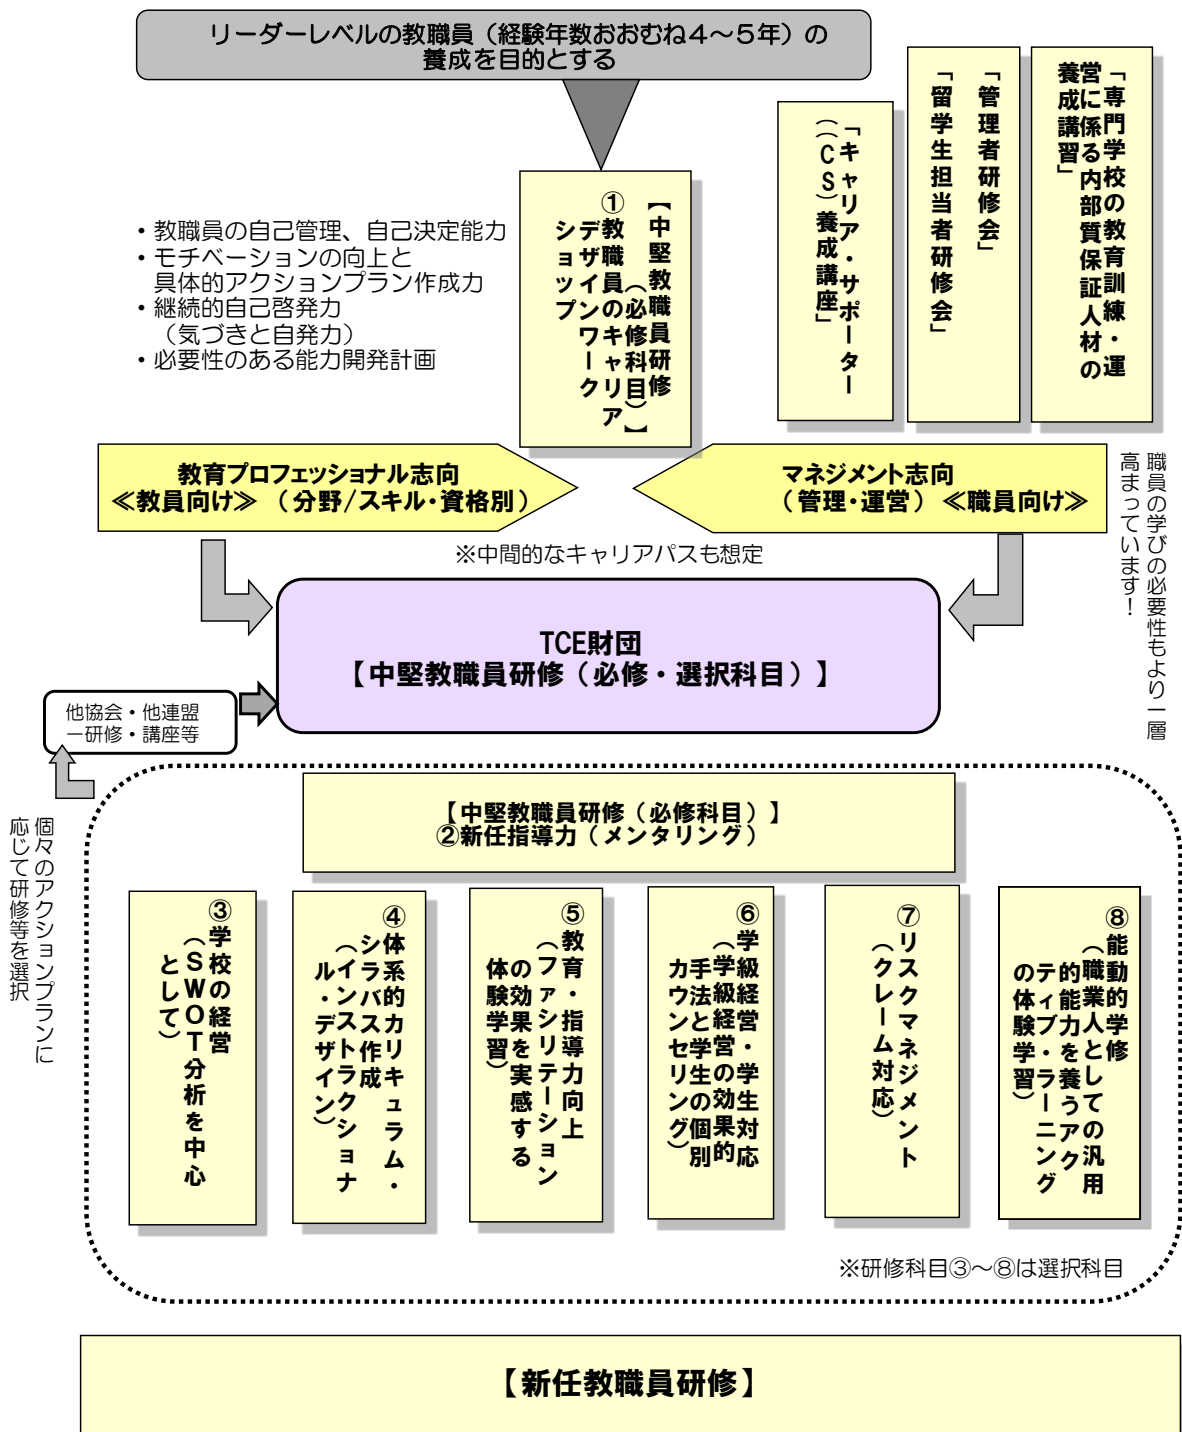 リーダーレベルの教職員（経験年数おおむね４～５年）の
養成を目的とする
「専門学校の教育訓練・運
営に係る内部質保証人材の
養成講習」
「管理者研修会」
「留学生担当者研修会」
「キャリア・サポーター
（（ＣＳ）養成講座」
【中堅教職員研修
（必修科目）】
①教職員のキャリア
デザインワーク
ショップ
・教職員の自己管理、自己決定能力
・モチベーションの向上と
具体的アクションプラン作成力
・継続的自己啓発力
（気づきと自発力）
・必要性のある能力開発計画
教育プロフェッショナル志向
≪教員向け≫（分野/スキル・資格別）
マネジメント志向
（管理・運営）≪職員向け≫
職員の学びの必要性もより一層
高まっています！
※中間的なキャリアパスも想定
TCE財団
【中堅教職員研修（必修・選択科目）】
他協会・他連盟
ー研修・講座等
個々のアクションプランに
応じて研修等を選択
【中堅教職員研修（必修科目）】
②新任指導力（メンタリング）
③学校の経営
（ＳＷＯＴ分析を中心
として）
④体系的カリキュラム・
シラバス作成
（インストラクショナ
ル・デザイン）
⑤教育・指導力向上
（ファシリテーション
の効果を実感する
体験学習）
⑥学級経営・学生対応
（学級経営の効果的
手法と学生の個別
カウンセリング）
⑦リスクマネジメント
（クレーム対応）
⑧能動的学修
（職業人としての汎用
的能力を養うアク
ティブ・ラーニング
の体験学習）
※研修科目③～⑧は選択科目
【新任教職員研修】